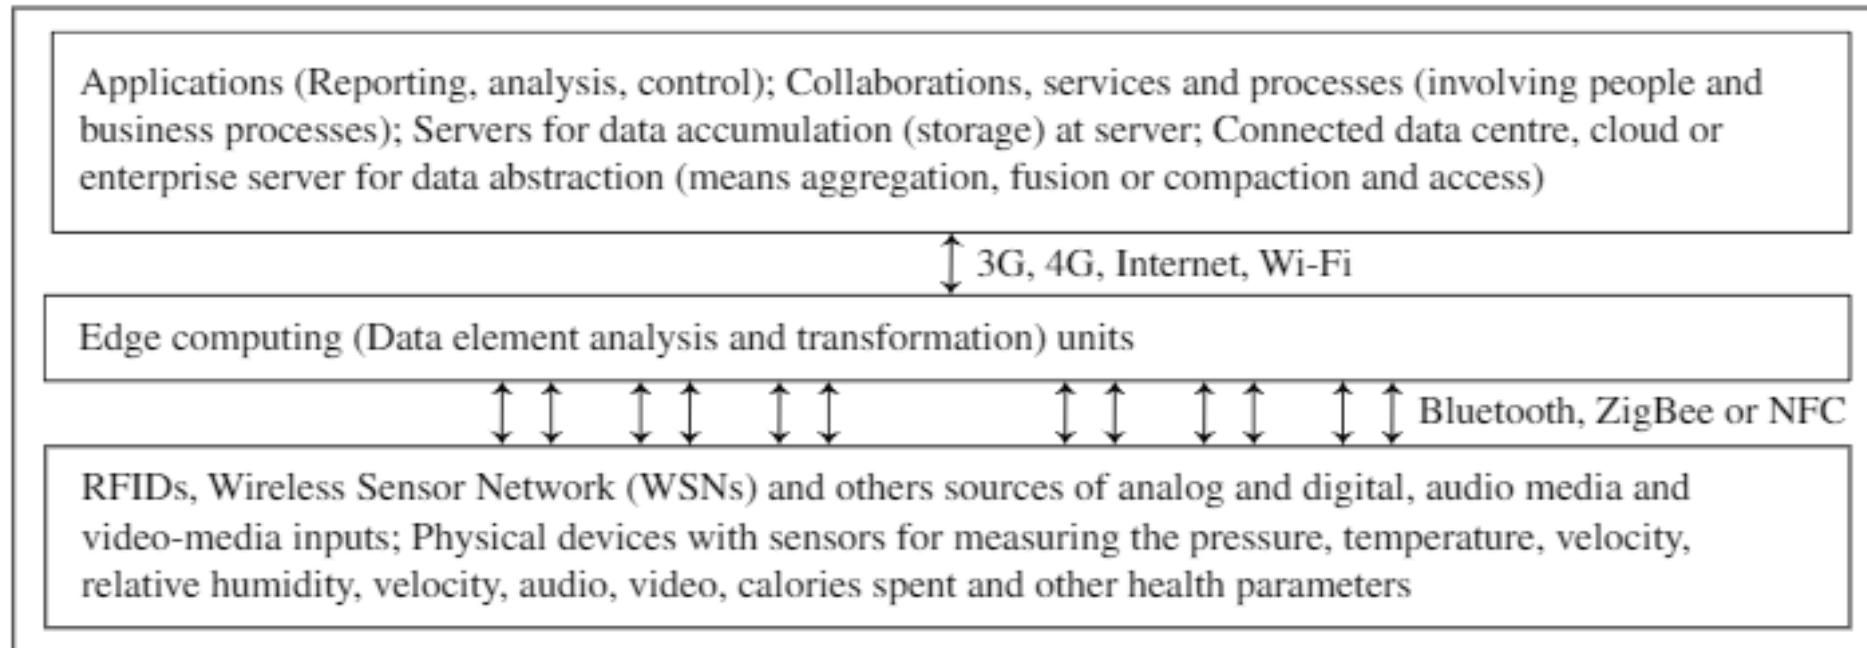 Applications (Reporting, analysis, control); Collaborations, services and processes (involving people and
business processes); Servers for data accumulation (storage) at server; Connected data centre, cloud or
enterprise server for data abstraction (means aggregation, fusion or compaction and access)
3G, 4G, Internet, Wi-Fi
Edge computing (Data element analysis and transformation) units
Bluetooth, ZigBee or NFC
RFIDs, Wireless Sensor Network (WSNs) and others sources of analog and digital, audio media and
video-media inputs; Physical devices with sensors for measuring the pressure, temperature, velocity,
relative humidity, velocity, audio, video, calories spent and other health parameters